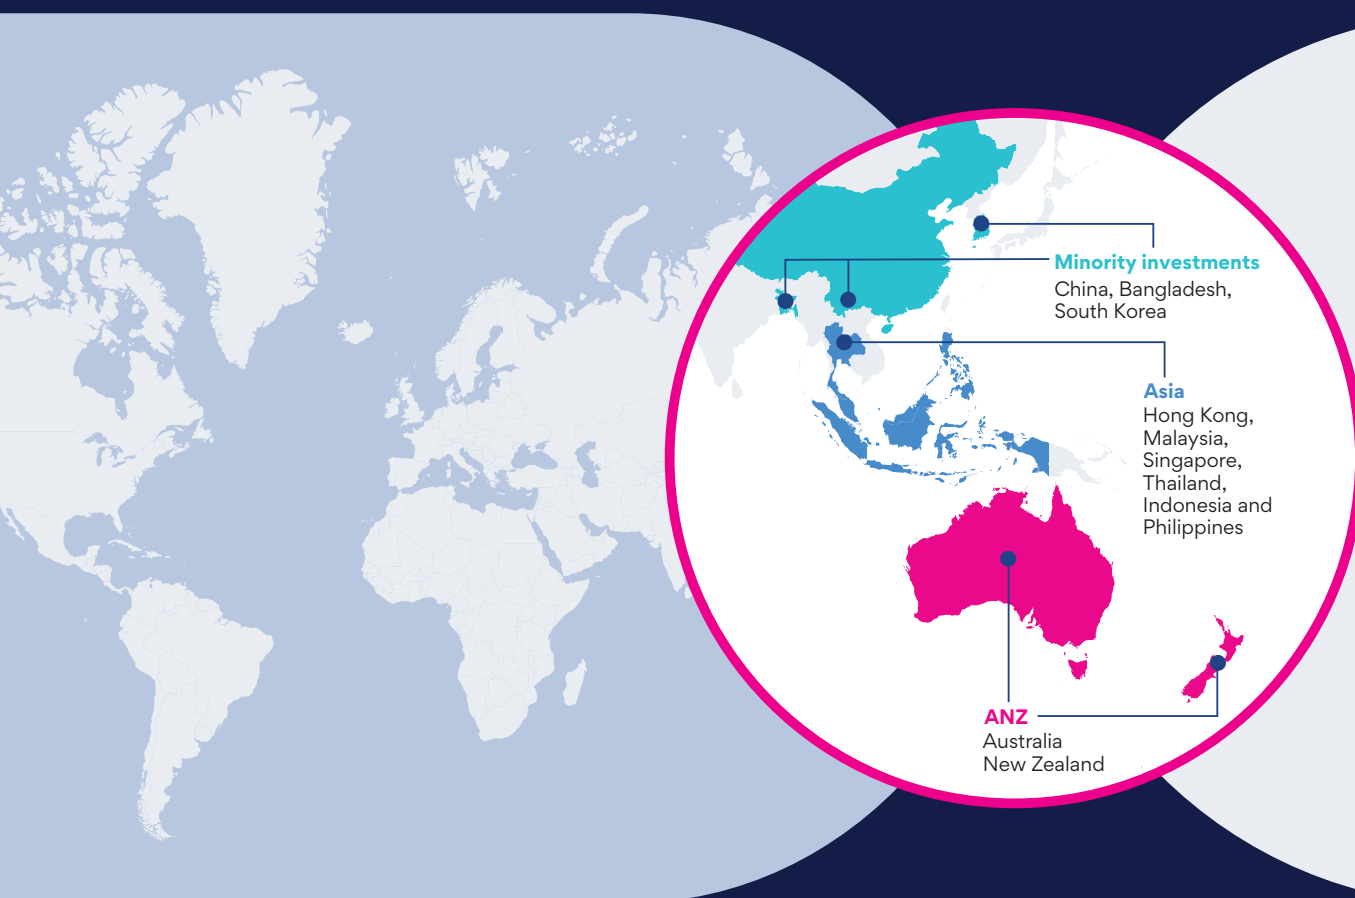 Minority investments
China, Bangladesh,
South Korea
Asia
Hong Kong,
Malaysia,
Singapore,
Thailand,
Indonesia and
Philippines
ANZ
Australia
New Zealand